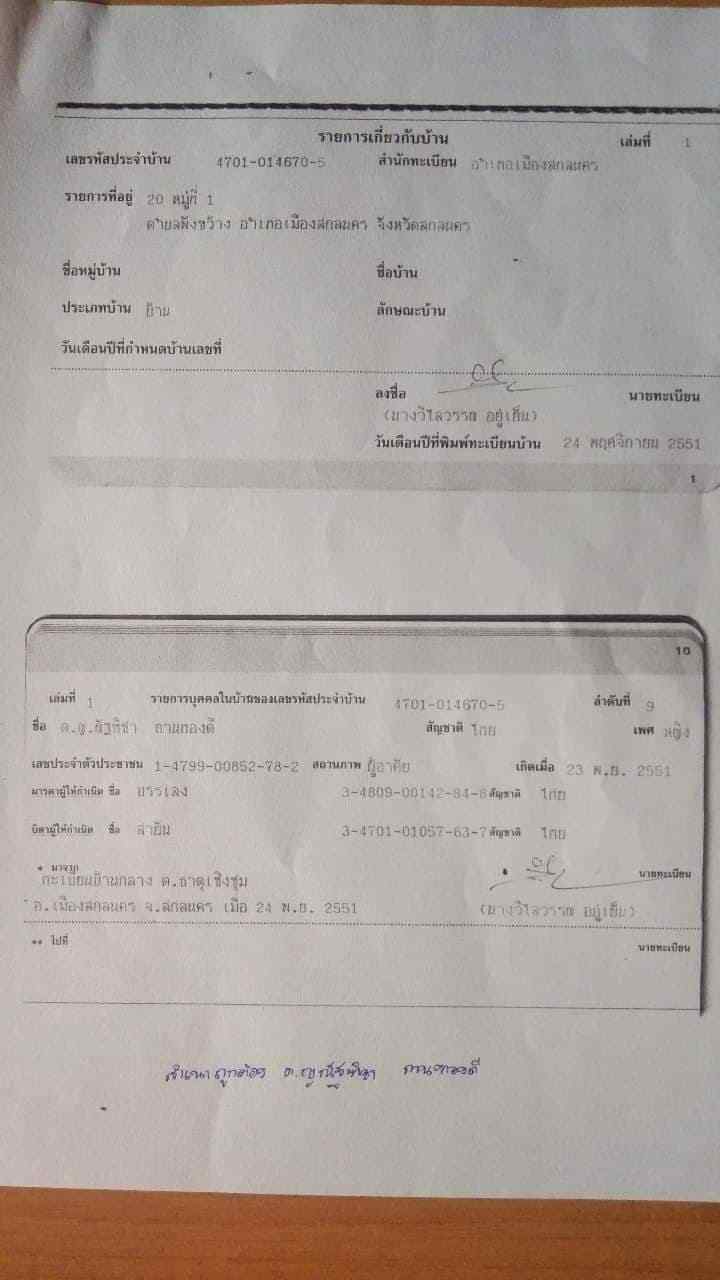 รายการเกี่ยวกับบ้าน เล่มที่ 1
เลขรหัสประจำบ้าน 4701-014670-5 สำนักทะเบียน อำเภอเมืองสกลนคร
รายการที่อยู่ 20 หมู่ที่ 1
ตำบลพังขว้าง อำเภอเมืองสกลนคร จังหวัดสกลนคร
ชื่อหมู่บ้าน ชื่อบ้าน
ประเภทบ้าน บ้าน ลักษณะบ้าน
วันเดือนปีที่กำหนดบ้านเลขที่
ลงชื่อ นายทะเบียน
(นางวิไลวรรณ อยู่เย็น)
วันเดือนปีที่พิมพ์ทะเบียนบ้าน 24 พฤศจิกายน 2551
1
10
เล่มที่ 1 รายการบุคคลในบ้านของเลขรหัสประจำบ้าน 4701-014670-5 ลำดับที่ 9
ชื่อ ด.ญ.ณัฐทิชา ถานทองดี สัญชาติ ไทย เพศ หญิง
เลขประจำตัวประชาชน 1-4799-00852-78-2 สถานภาพ ผู้อาศัย เกิดเมื่อ 23 พ.ย. 2551
มารดาผู้ให้กำเนิด ชื่อ บรรเลง 3-4809-00142-84-8 สัญชาติ ไทย
บิดาผู้ให้กำเนิด ชื่อ ลำยัน 3-4701-01057-63-7 สัญชาติ ไทย
* มาจาก
ทะเบียนบ้านกลาง ต.ธาตุเชิงชุม นายทะเบียน
อ.เมืองสกลนคร จ.สกลนคร เมื่อ 24 พ.ย. 2551 (นางวิไลวรรณ อยู่เย็น)
** ไปที่ นายทะเบียน
สำเนาถูกต้อง ถานทองดี